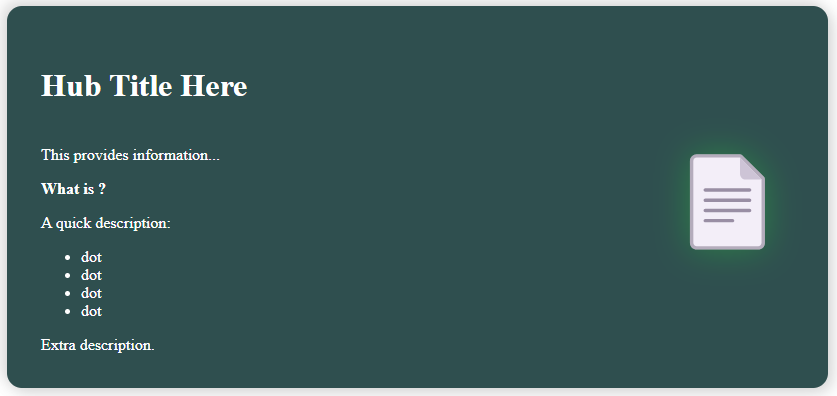 Hub Title Here
This provides information...
What is ?
A quick description:
dot
dot
dot
dot
Extra description.